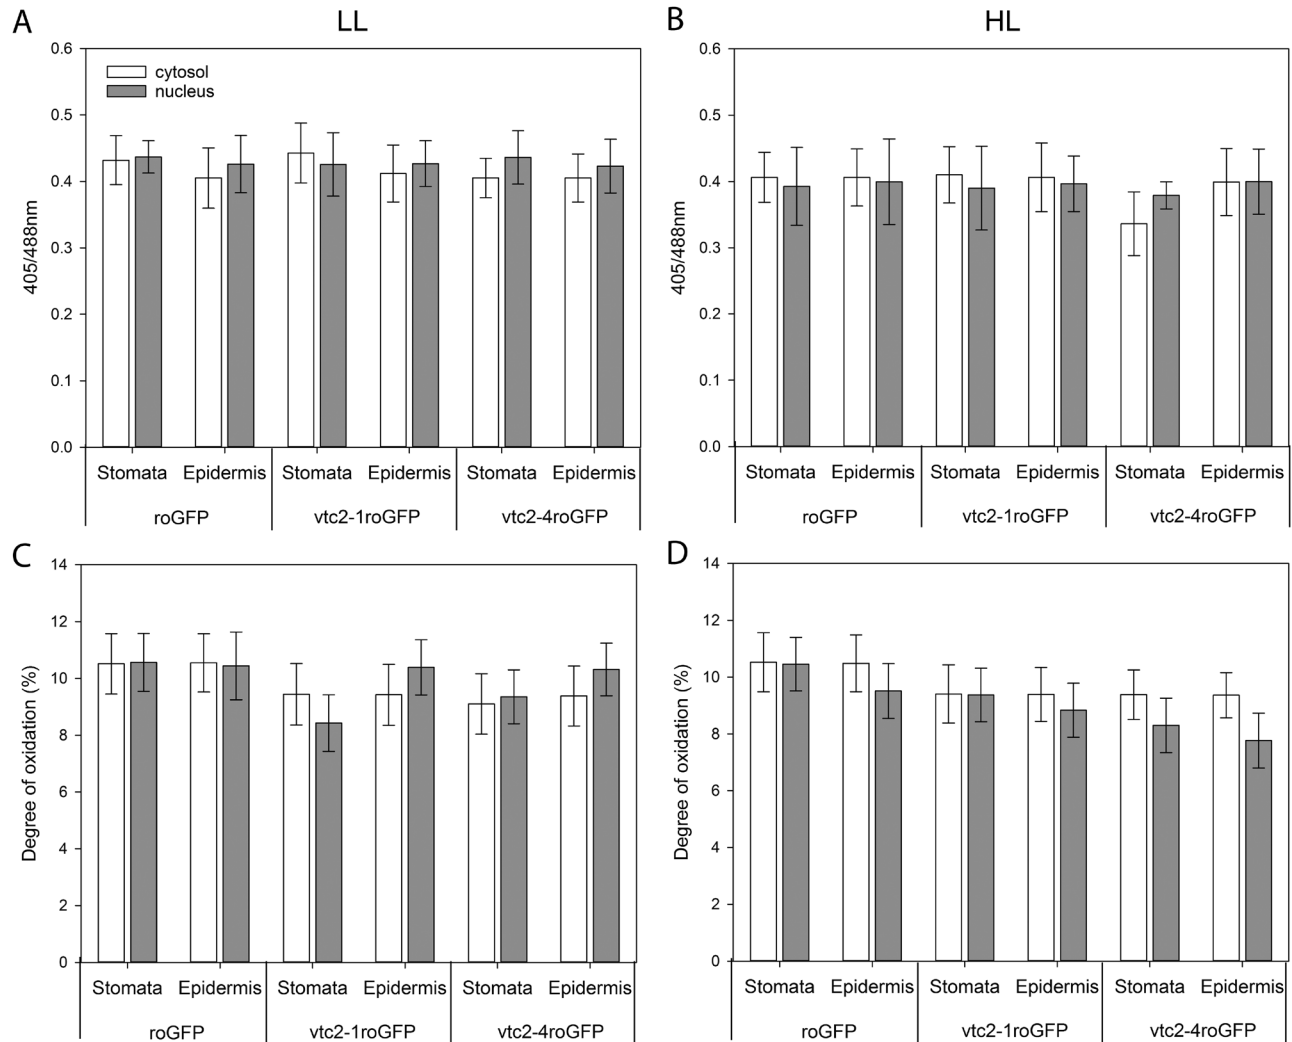 A
LL
0.6
0.5
0.4
0.3
0.2
0.1
0.0
405/488nm
cytosol
nucleus
Stomata Epidermis Stomata Epidermis Stomata Epidermis
roGFP vtc2-1roGFP vtc2-4roGFP
B
HL
0.6
0.5
0.4
0.3
0.2
0.1
0.0
405/488nm
Stomata Epidermis Stomata Epidermis Stomata Epidermis
roGFP vtc2-1roGFP vtc2-4roGFP
C
14
12
10
8
6
4
2
0
Degree of oxidation (%)
Stomata Epidermis Stomata Epidermis Stomata Epidermis
roGFP vtc2-1roGFP vtc2-4roGFP
D
14
12
10
8
6
4
2
0
Degree of oxidation (%)
Stomata Epidermis Stomata Epidermis Stomata Epidermis
roGFP vtc2-1roGFP vtc2-4roGFP